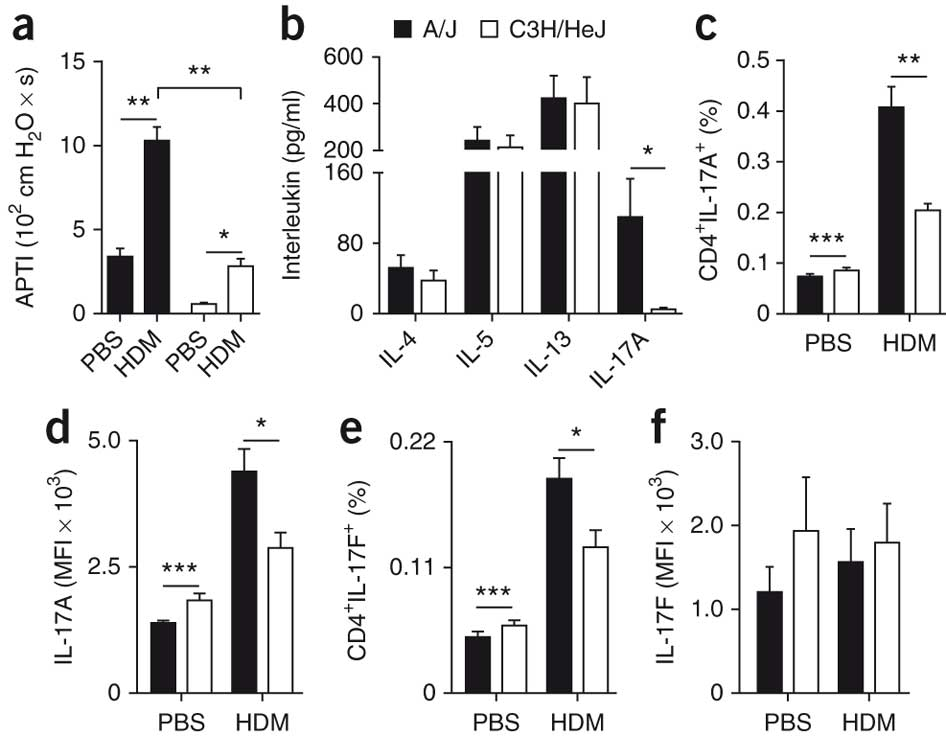 a
APTI (10² cm H₂O × s)
15
10
5
0
**
**
*
PBS
HDM
PBS
HDM
b
A/J
C3H/HeJ
Interleukin (pg/ml)
600
400
200
160
80
0
*
IL-4
IL-5
IL-13
IL-17A
c
CD4⁺IL-17A⁺ (%)
0.5
0.4
0.3
0.2
0.1
0
***
**
PBS
HDM
d
IL-17A (MFI × 10³)
5.0
2.5
0
***
*
PBS
HDM
e
CD4⁺IL-17F⁺ (%)
0.22
0.11
0
***
*
PBS
HDM
f
IL-17F (MFI × 10³)
3.0
2.0
1.0
0
PBS
HDM